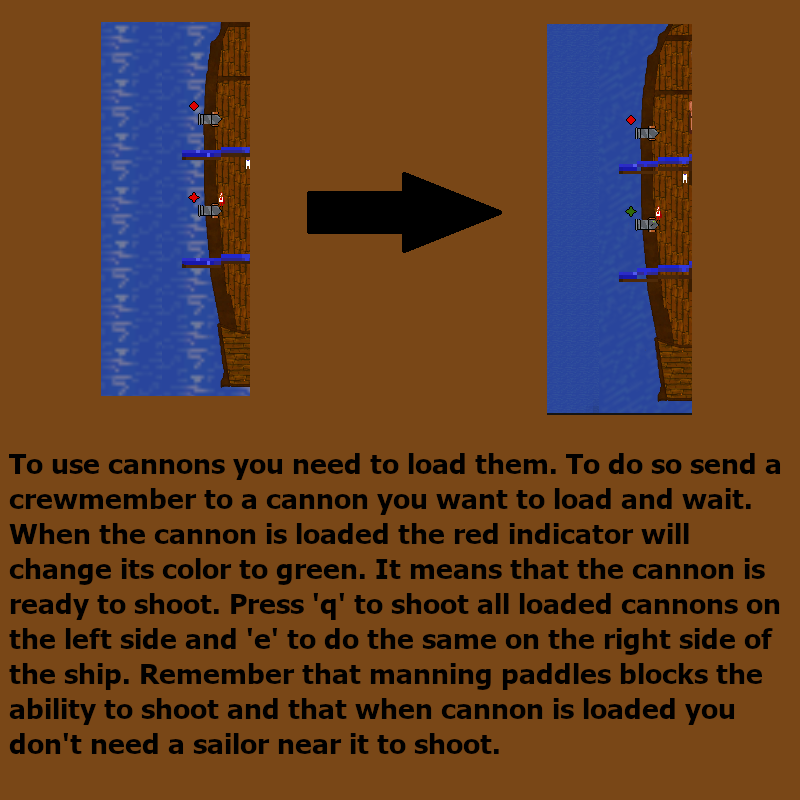 To use cannons you need to load them. To do so send a
crewmember to a cannon you want to load and wait.
When the cannon is loaded the red indicator will
change its color to green. It means that the cannon is
ready to shoot. Press 'q' to shoot all loaded cannons on
the left side and 'e' to do the same on the right side of
the ship. Remember that manning paddles blocks the
ability to shoot and that when cannon is loaded you
don't need a sailor near it to shoot.